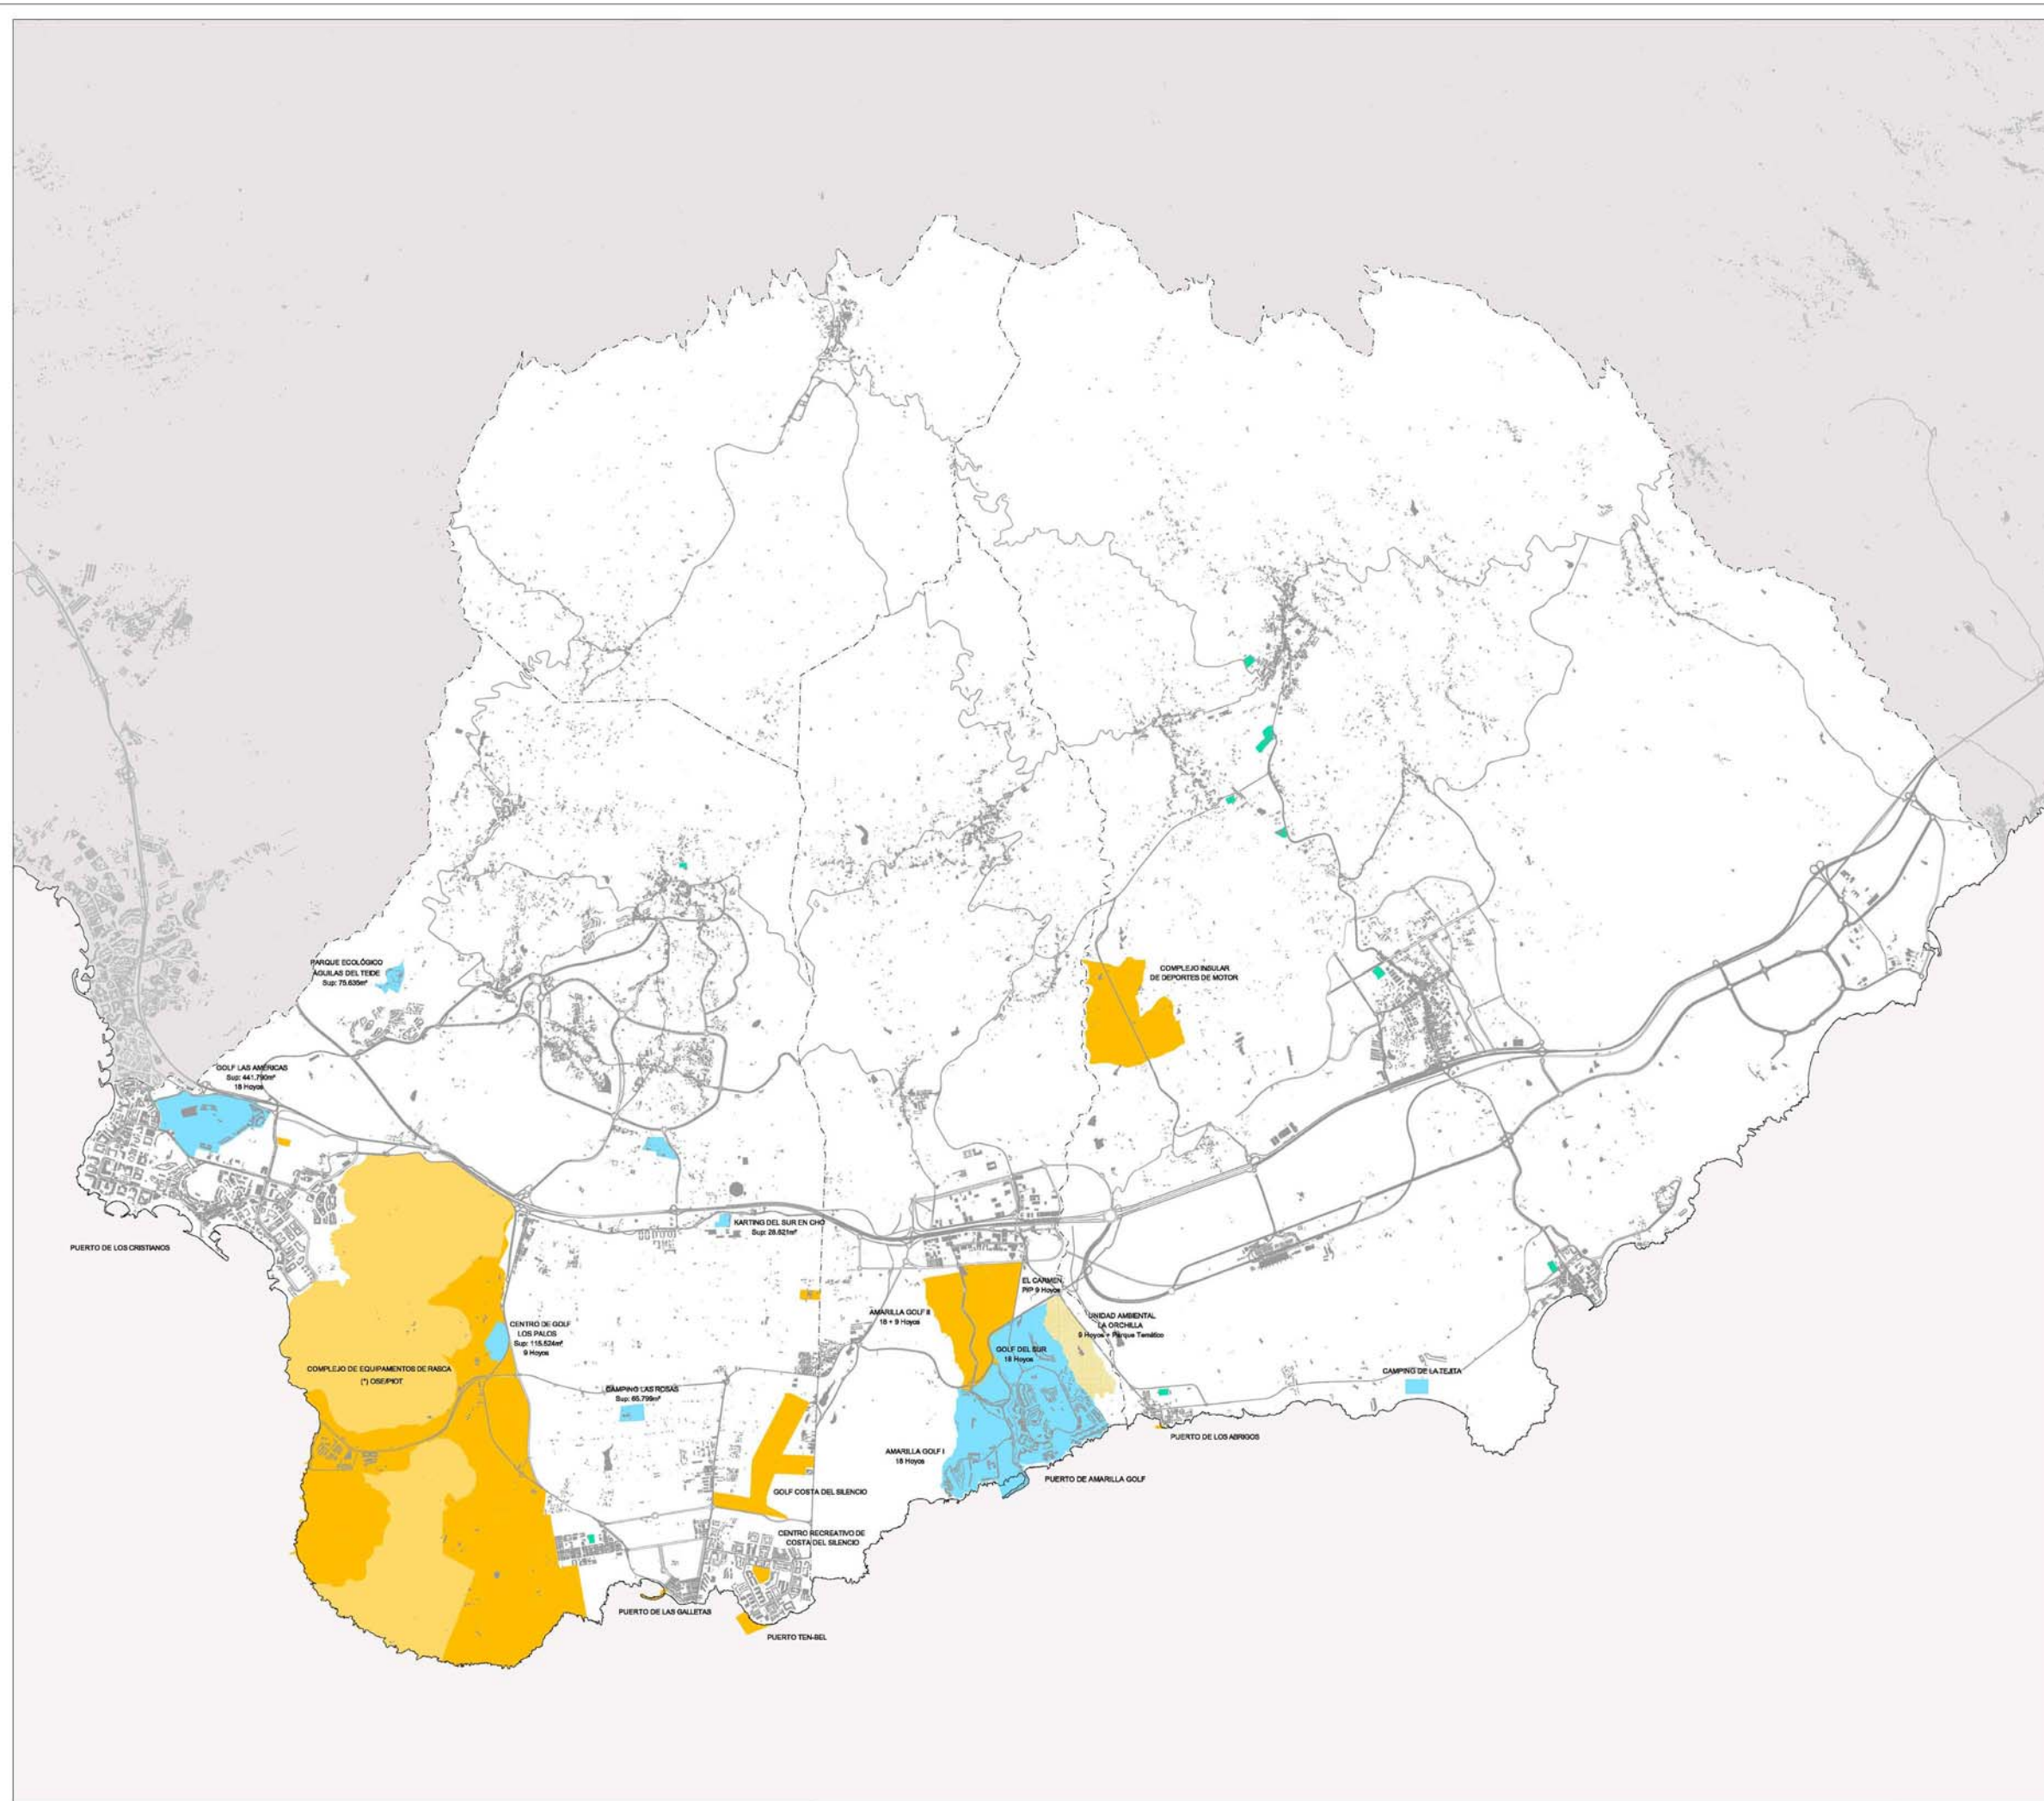 PARQUE ECOLÓGICO
ÁGUILAS DEL TEIDE
Sup: 75.635m²
COMPLEJO INSULAR
DE DEPORTES DE MOTOR
GOLF LAS AMÉRICAS
Sup: 441.790m²
18 Hoyos
KARTING DEL SUR EN CHO
Sup: 28.621m²
PUERTO DE LOS CRISTIANOS
EL CARMEN
PIP 9 Hoyos
AMARILLA GOLF II
18 + 9 Hoyos
UNIDAD AMBIENTAL
LA ORCHILLA
9 Hoyos + Parque Temático
CENTRO DE GOLF
LOS PALOS
Sup: 115.524m²
9 Hoyos
GOLF DEL SUR
18 Hoyos
COMPLEJO DE EQUIPAMENTOS DE RASCA
(*) OSE/PIOT
CAMPING DE LA TEJITA
CAMPING LAS ROSAS
Sup: 65.799m²
PUERTO DE LOS ABRIGOS
AMARILLA GOLF I
18 Hoyos
PUERTO DE AMARILLA GOLF
GOLF COSTA DEL SILENCIO
CENTRO RECREATIVO DE
COSTA DEL SILENCIO
PUERTO DE LAS GALLETAS
PUERTO TEN-BEL